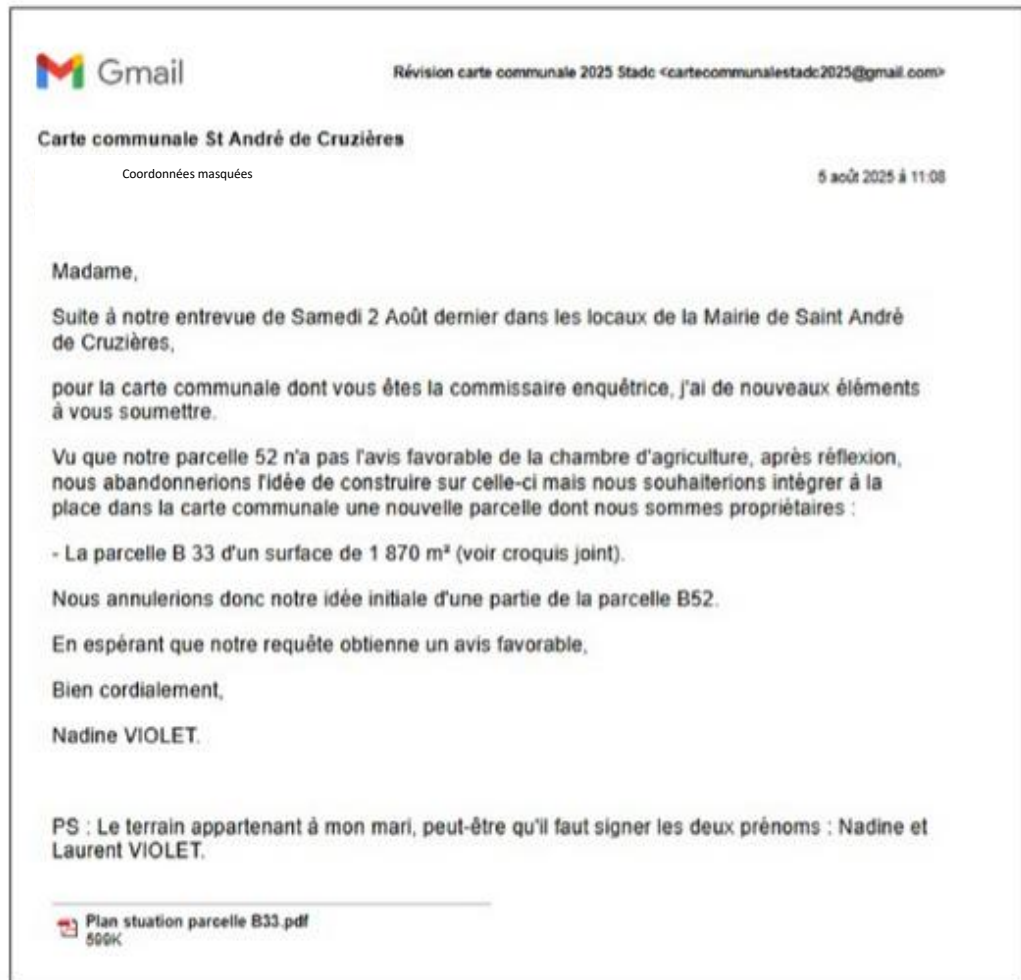 Gmail
Révision carte communale 2025 Stadc <cartecommunalestadc2025@gmail.com>
Carte communale St André de Cruzières
Coordonnées masquées
5 août 2025 à 11:08
Madame,
Suite à notre entrevue de Samedi 2 Août dernier dans les locaux de la Mairie de Saint André
de Cruzières,
pour la carte communale dont vous êtes la commissaire enquêtrice, j'ai de nouveaux éléments
à vous soumettre.
Vu que notre parcelle 52 n'a pas l'avis favorable de la chambre d'agriculture, après réflexion,
nous abandonnerions l'idée de construire sur celle-ci mais nous souhaiterions intégrer à la
place dans la carte communale une nouvelle parcelle dont nous sommes propriétaires :
- La parcelle B 33 d'un surface de 1 870 m² (voir croquis joint).
Nous annulerions donc notre idée initiale d'une partie de la parcelle B52.
En espérant que notre requête obtienne un avis favorable,
Bien cordialement,
Nadine VIOLET.
PS : Le terrain appartenant à mon mari, peut-être qu'il faut signer les deux prénoms : Nadine et
Laurent VIOLET.
Plan stuation parcelle B33.pdf
599K